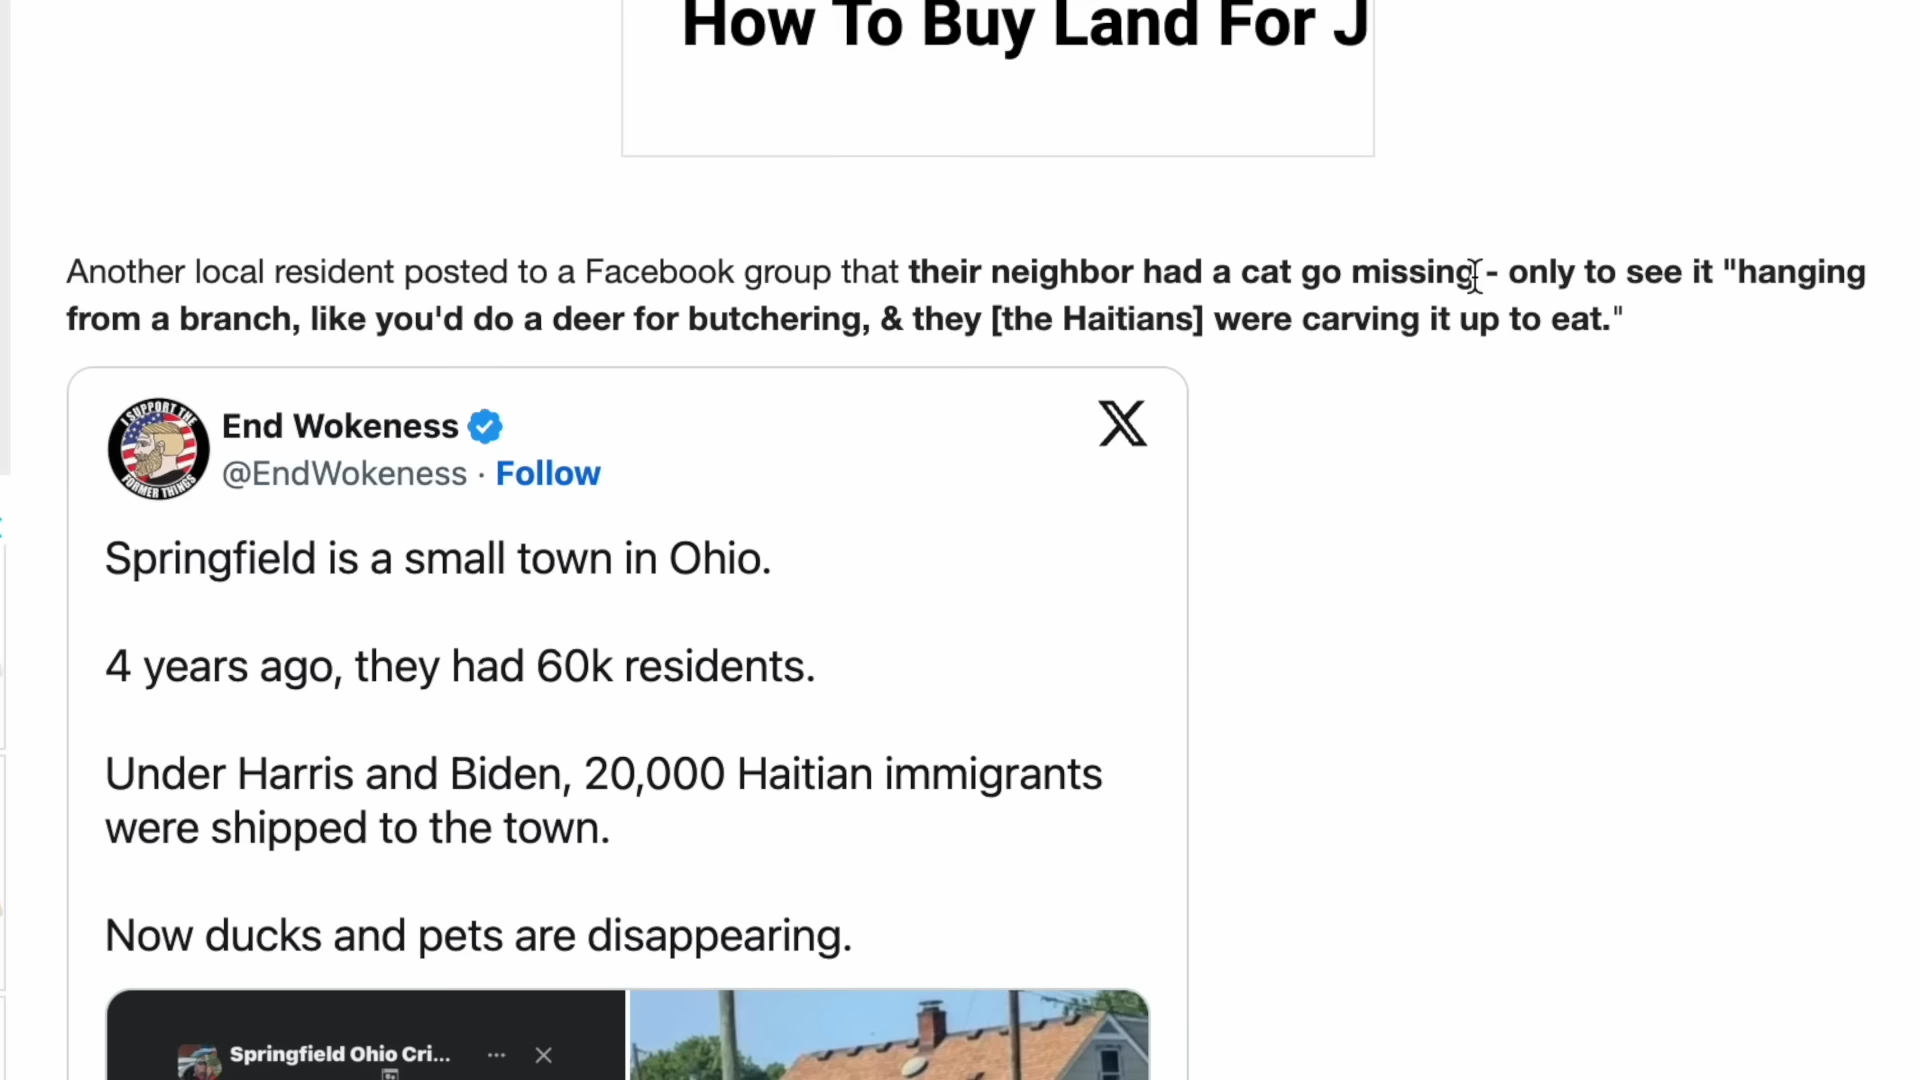 How To Buy Land For J
Another local resident posted to a Facebook group that their neighbor had a cat go missing - only to see it "hanging
from a branch, like you'd do a deer for butchering, & they [the Haitians] were carving it up to eat."
I SUPPORT THE
FORMER THINGS
End Wokeness
@EndWokeness · Follow
Springfield is a small town in Ohio.
4 years ago, they had 60k residents.
Under Harris and Biden, 20,000 Haitian immigrants
were shipped to the town.
Now ducks and pets are disappearing.
Springfield Ohio Cri...